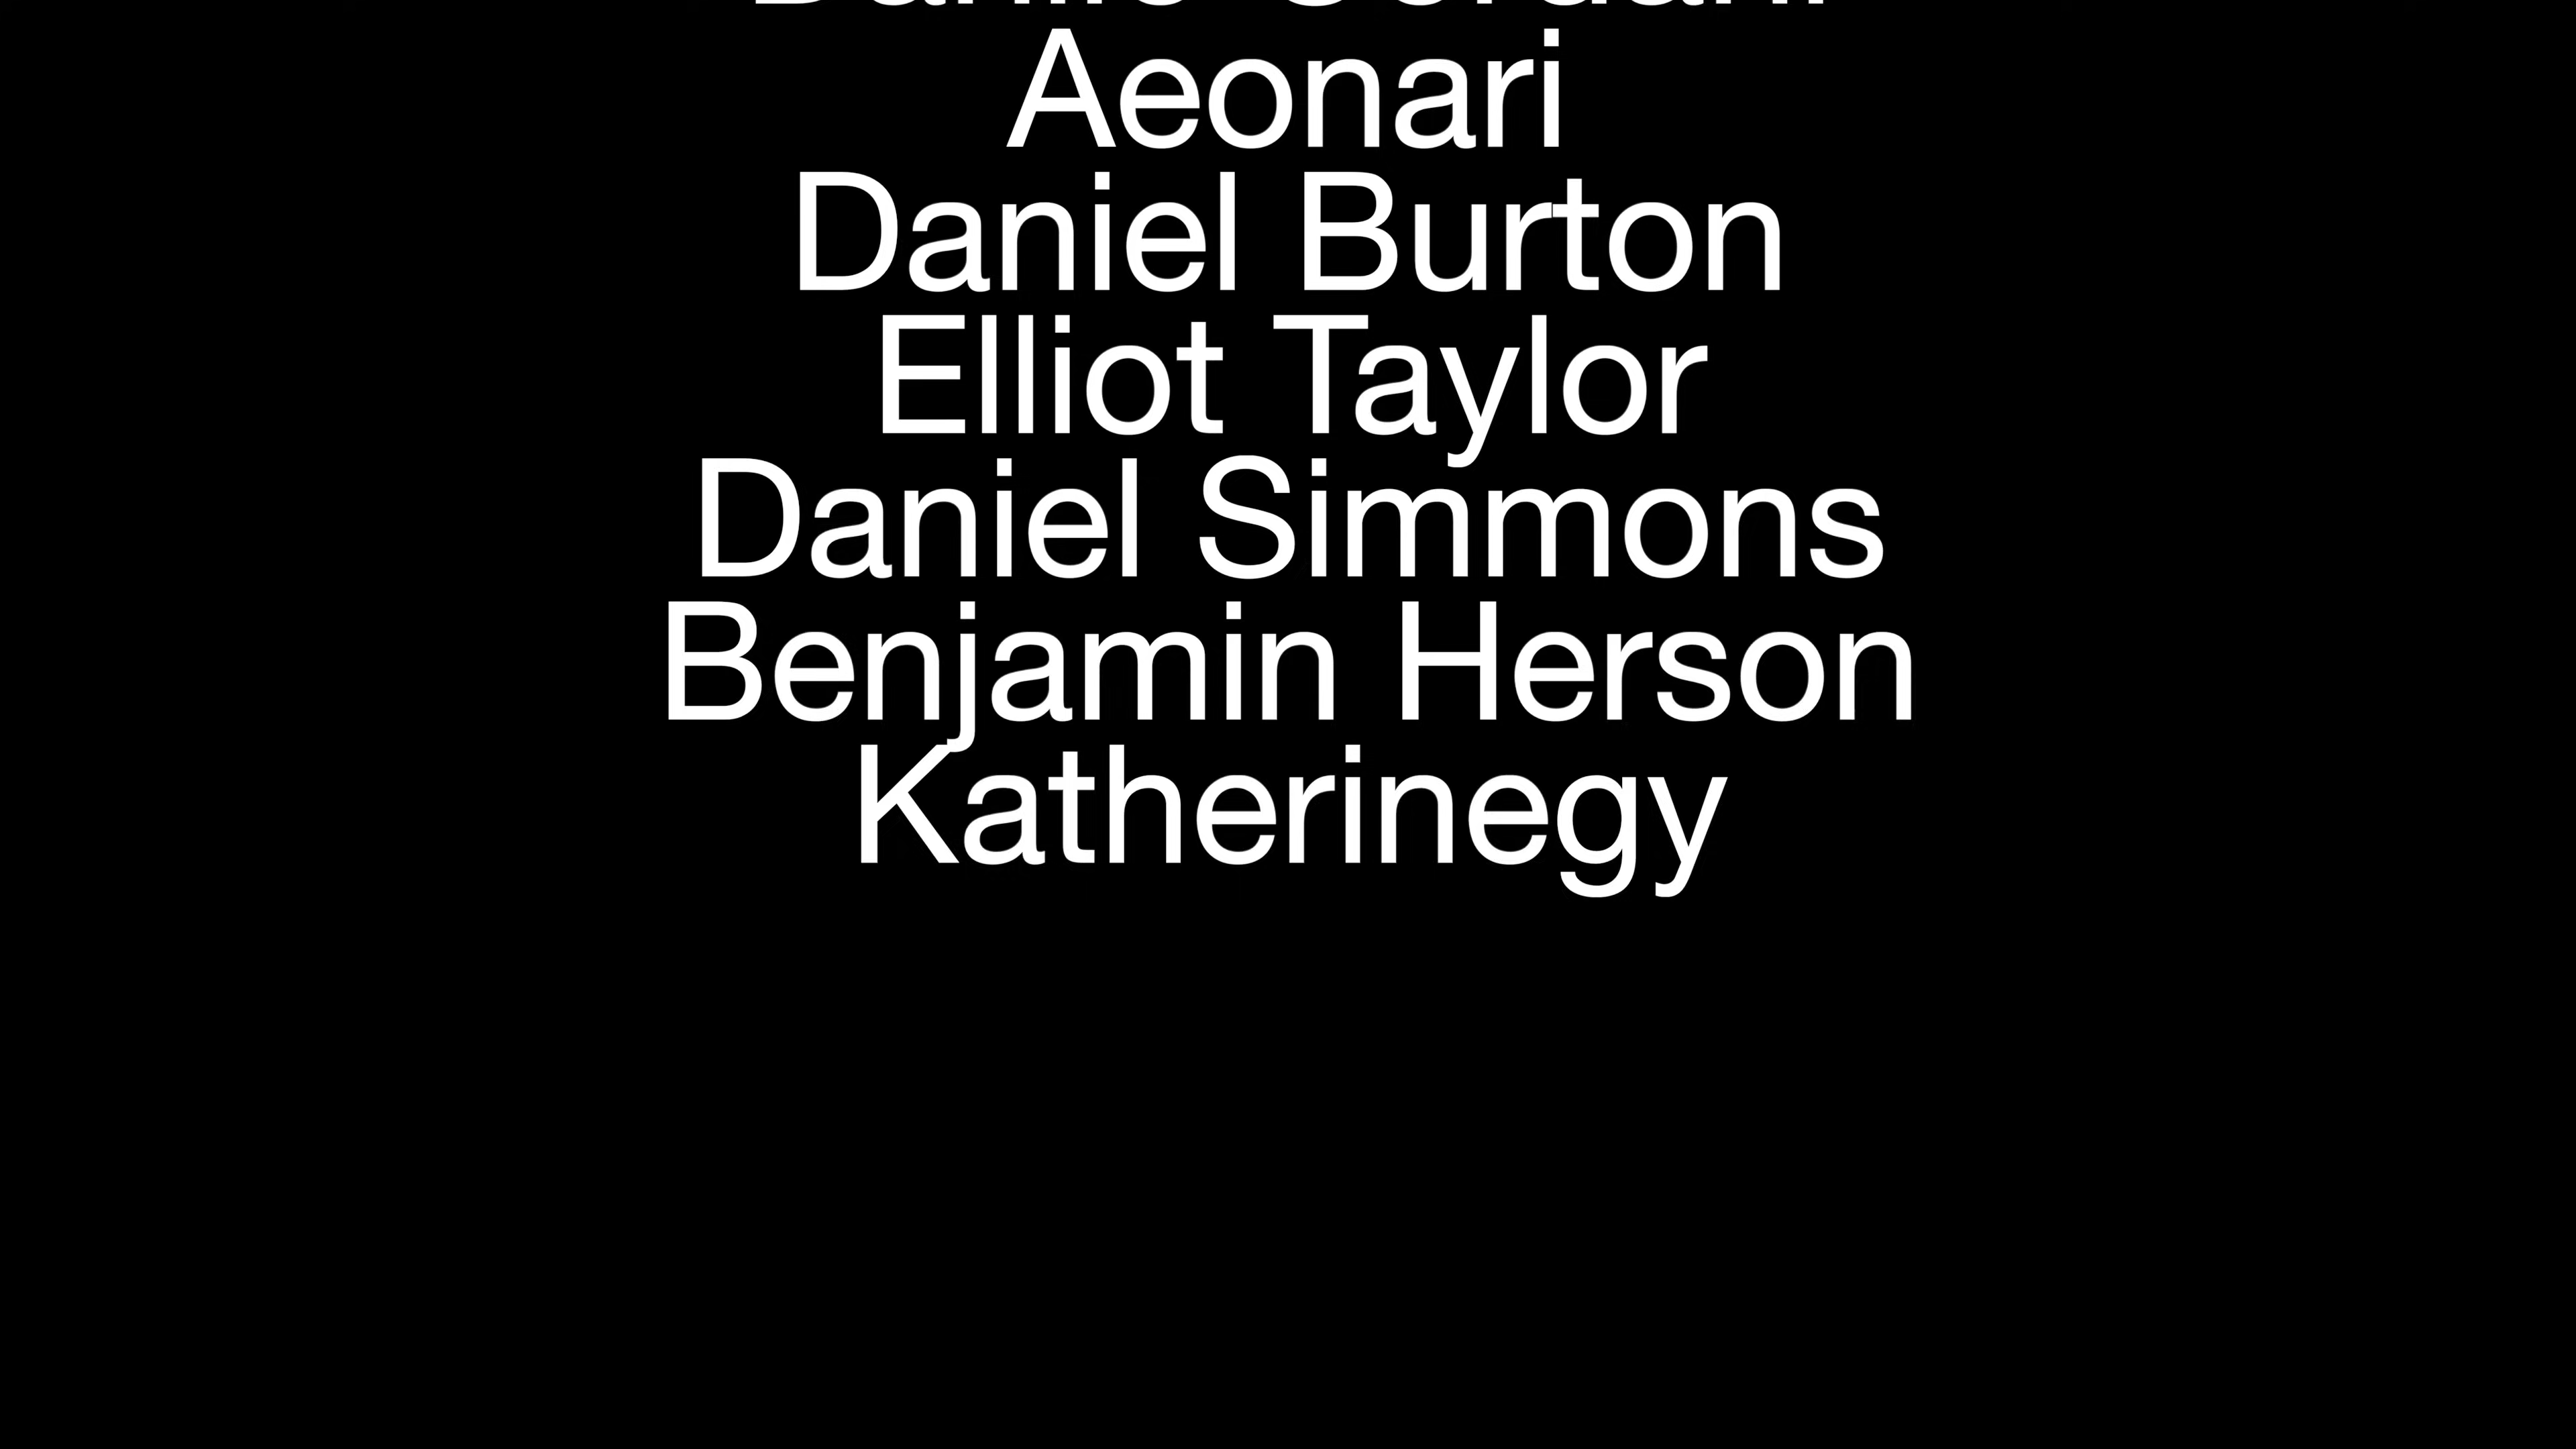 Aeonari
Daniel Burton
Elliot Taylor
Daniel Simmons
Benjamin Herson
Katherinegy